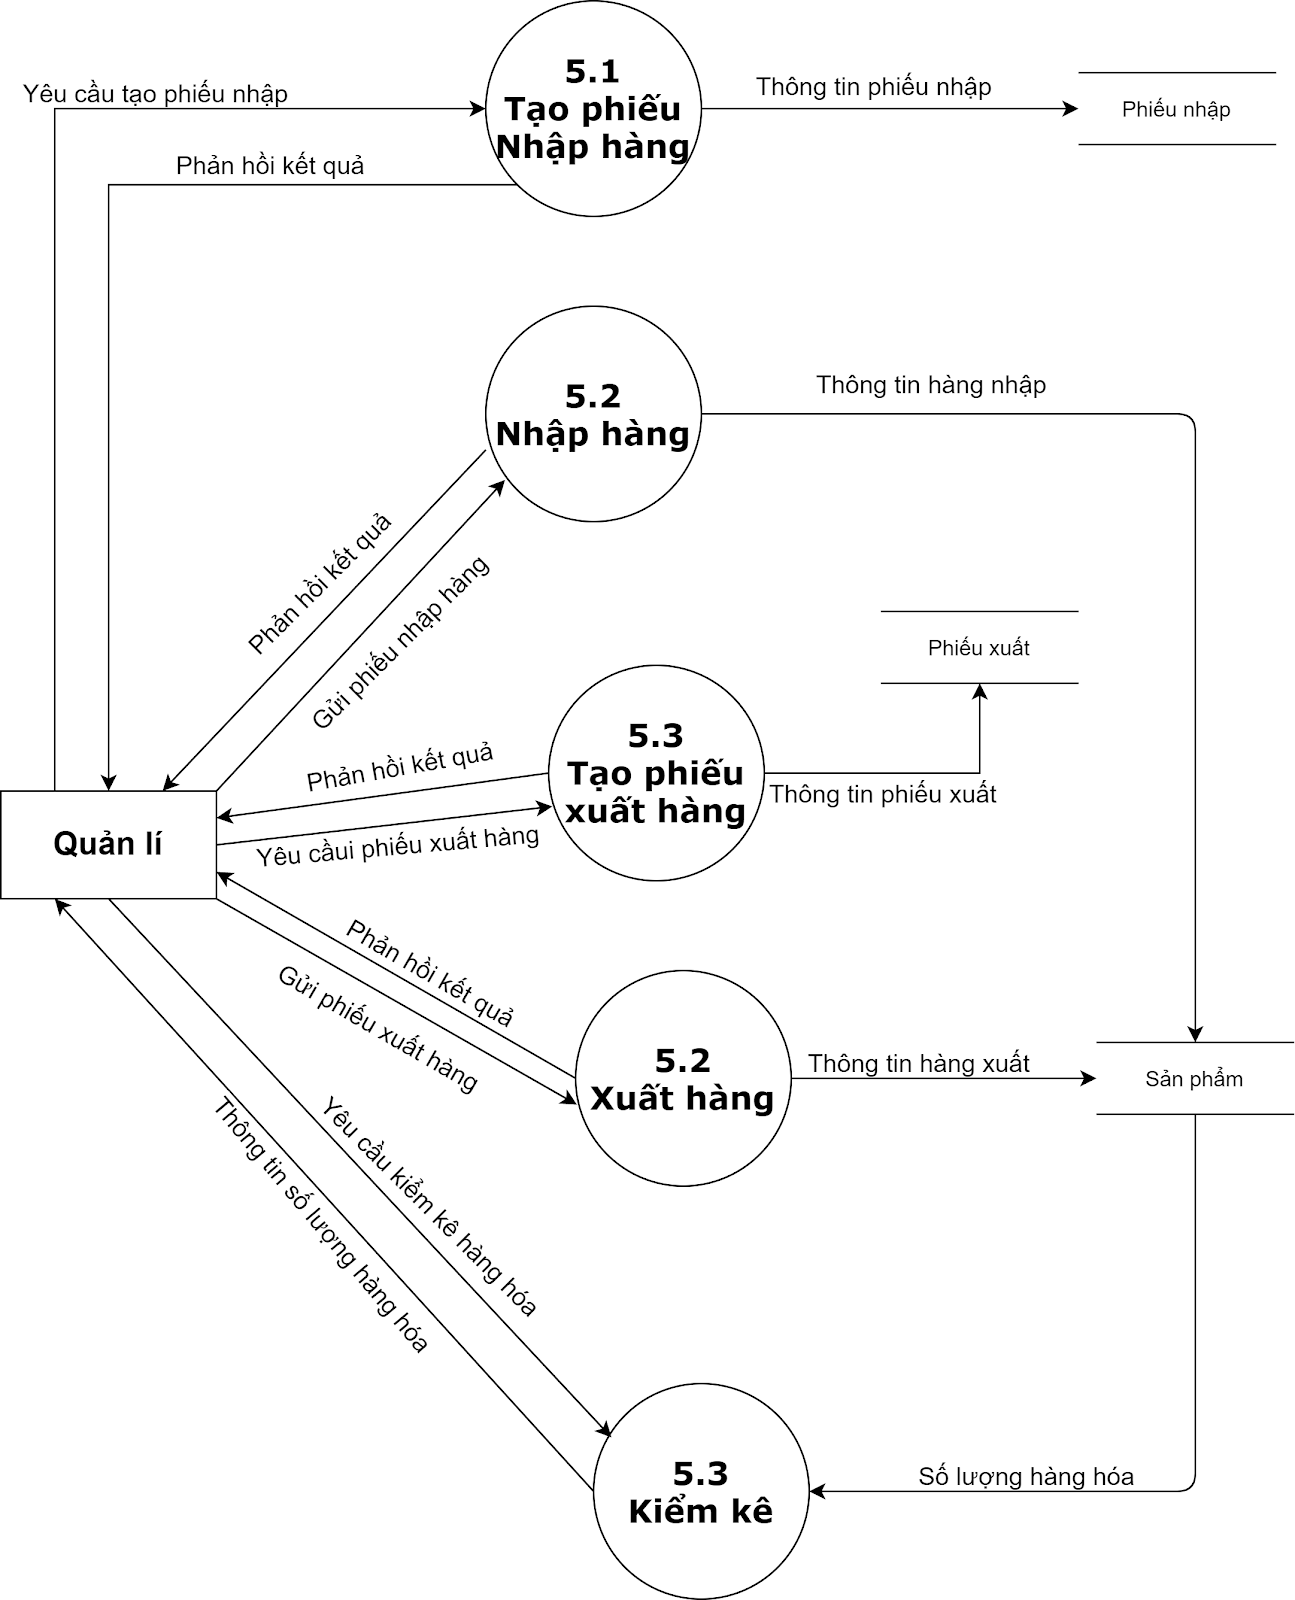 5.1
Tạo phiếu
Nhập hàng
Yêu cầu tạo phiếu nhập
Thông tin phiếu nhập
Phiếu nhập
Phản hồi kết quả
5.2
Nhập hàng
Thông tin hàng nhập
Phản hồi kết quả
Gửi phiếu nhập hàng
Phiếu xuất
5.3
Tạo phiếu
xuất hàng
Phản hồi kết quả
Thông tin phiếu xuất
Quản lí
Yêu cầui phiếu xuất hàng
Phản hồi kết quả
Gửi phiếu xuất hàng
5.2
Xuất hàng
Thông tin hàng xuất
Sản phẩm
Yêu cầu kiểm kê hàng hóa
Thông tin số lượng hàng hóa
5.3
Kiểm kê
Số lượng hàng hóa